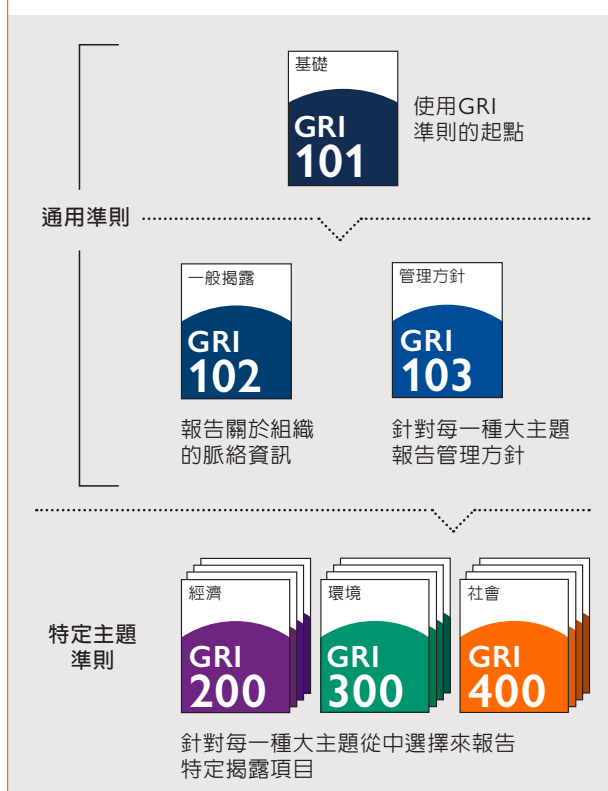 基礎
GRI
101
使用GRI
準則的起點
通用準則
一般揭露
GRI
102
管理方針
GRI
103
報告關於組織
的脈絡資訊
針對每一種大主題
報告管理方針
特定主題
準則
經濟
GRI
200
環境
GRI
300
社會
GRI
400
針對每一種大主題從中選擇來報告
特定揭露項目